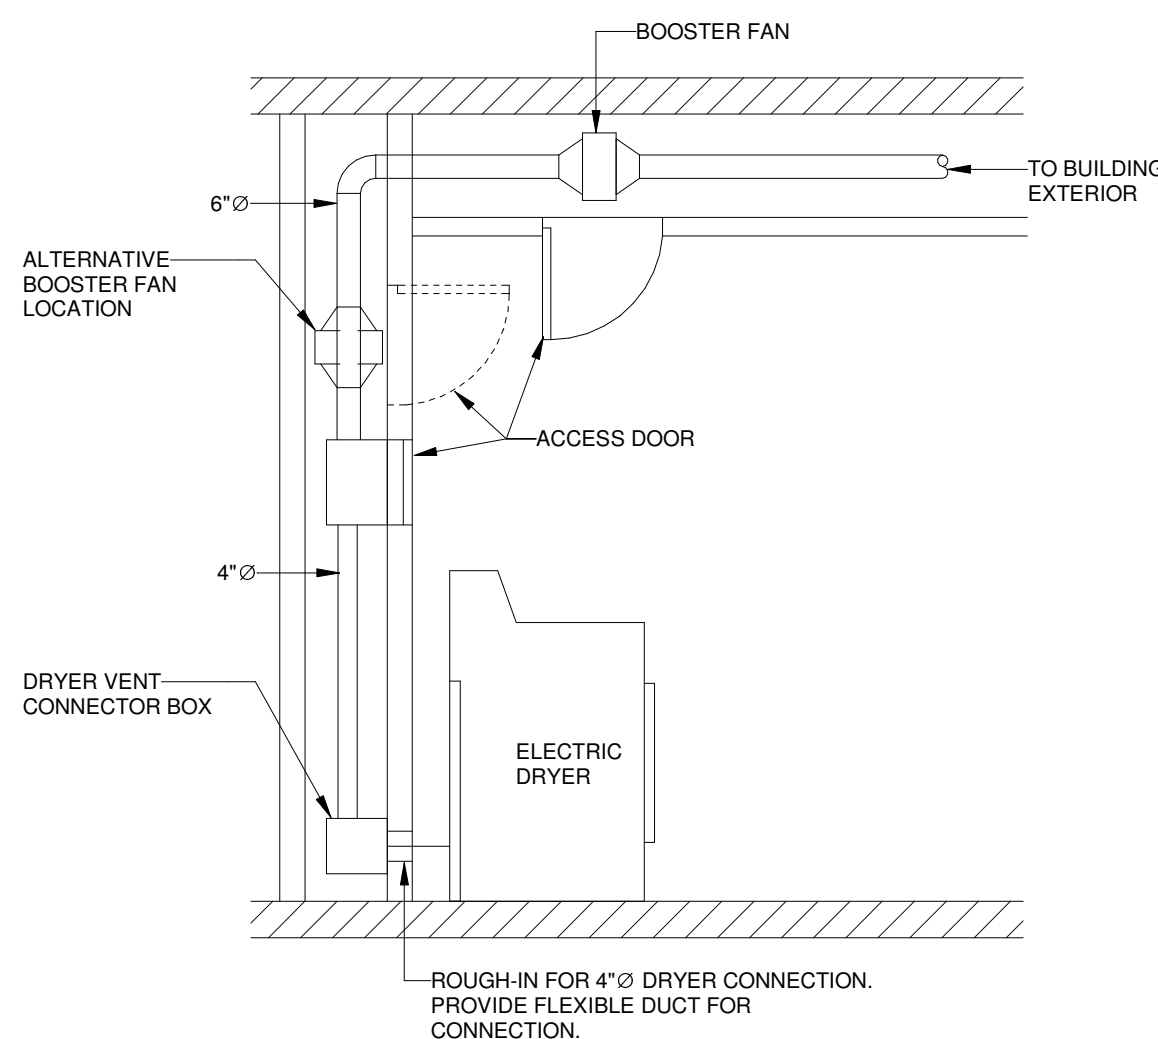 BOOSTER FAN
TO BUILDING
EXTERIOR
6"Ø
ALTERNATIVE
BOOSTER FAN
LOCATION
ACCESS DOOR
4"Ø
DRYER VENT
CONNECTOR BOX
ELECTRIC
DRYER
ROUGH-IN FOR 4"Ø DRYER CONNECTION.
PROVIDE FLEXIBLE DUCT FOR
CONNECTION.